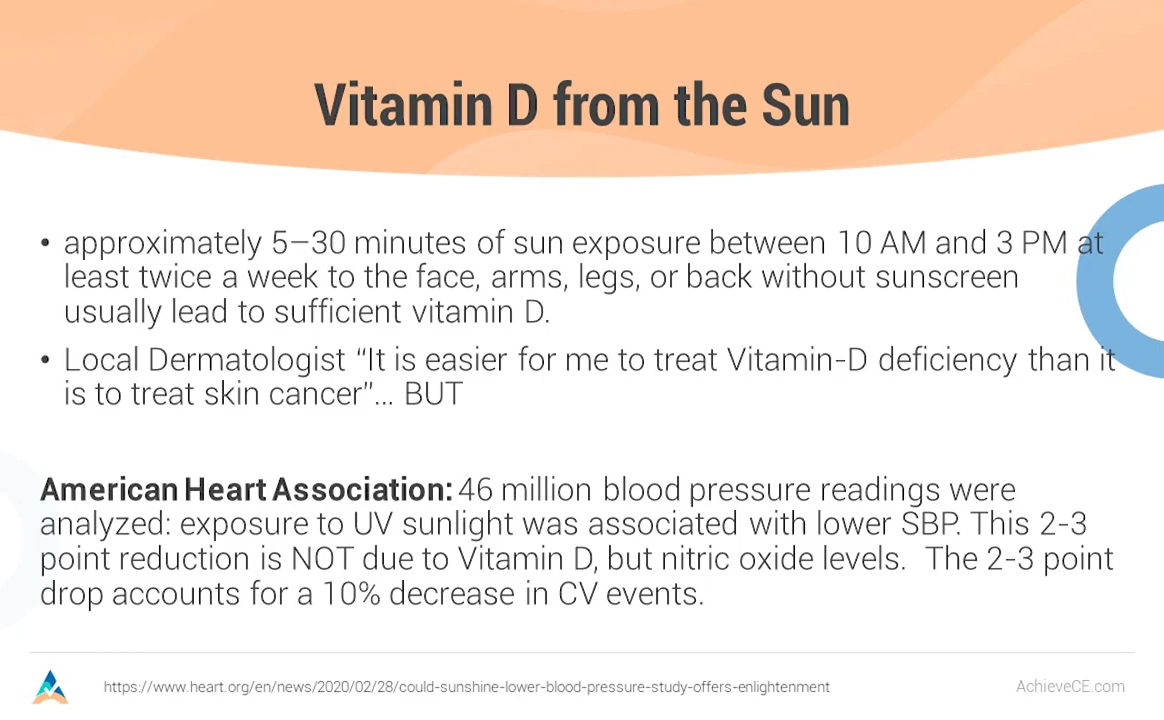 Vitamin D from the Sun
• approximately 5–30 minutes of sun exposure between 10 AM and 3 PM at
least twice a week to the face, arms, legs, or back without sunscreen
usually lead to sufficient vitamin D.
• Local Dermatologist “It is easier for me to treat Vitamin-D deficiency than it
is to treat skin cancer”... BUT
American Heart Association: 46 million blood pressure readings were
analyzed: exposure to UV sunlight was associated with lower SBP. This 2-3
point reduction is NOT due to Vitamin D, but nitric oxide levels.  The 2-3 point
drop accounts for a 10% decrease in CV events.
https://www.heart.org/en/news/2020/02/28/could-sunshine-lower-blood-pressure-study-offers-enlightenment
AchieveCE.com